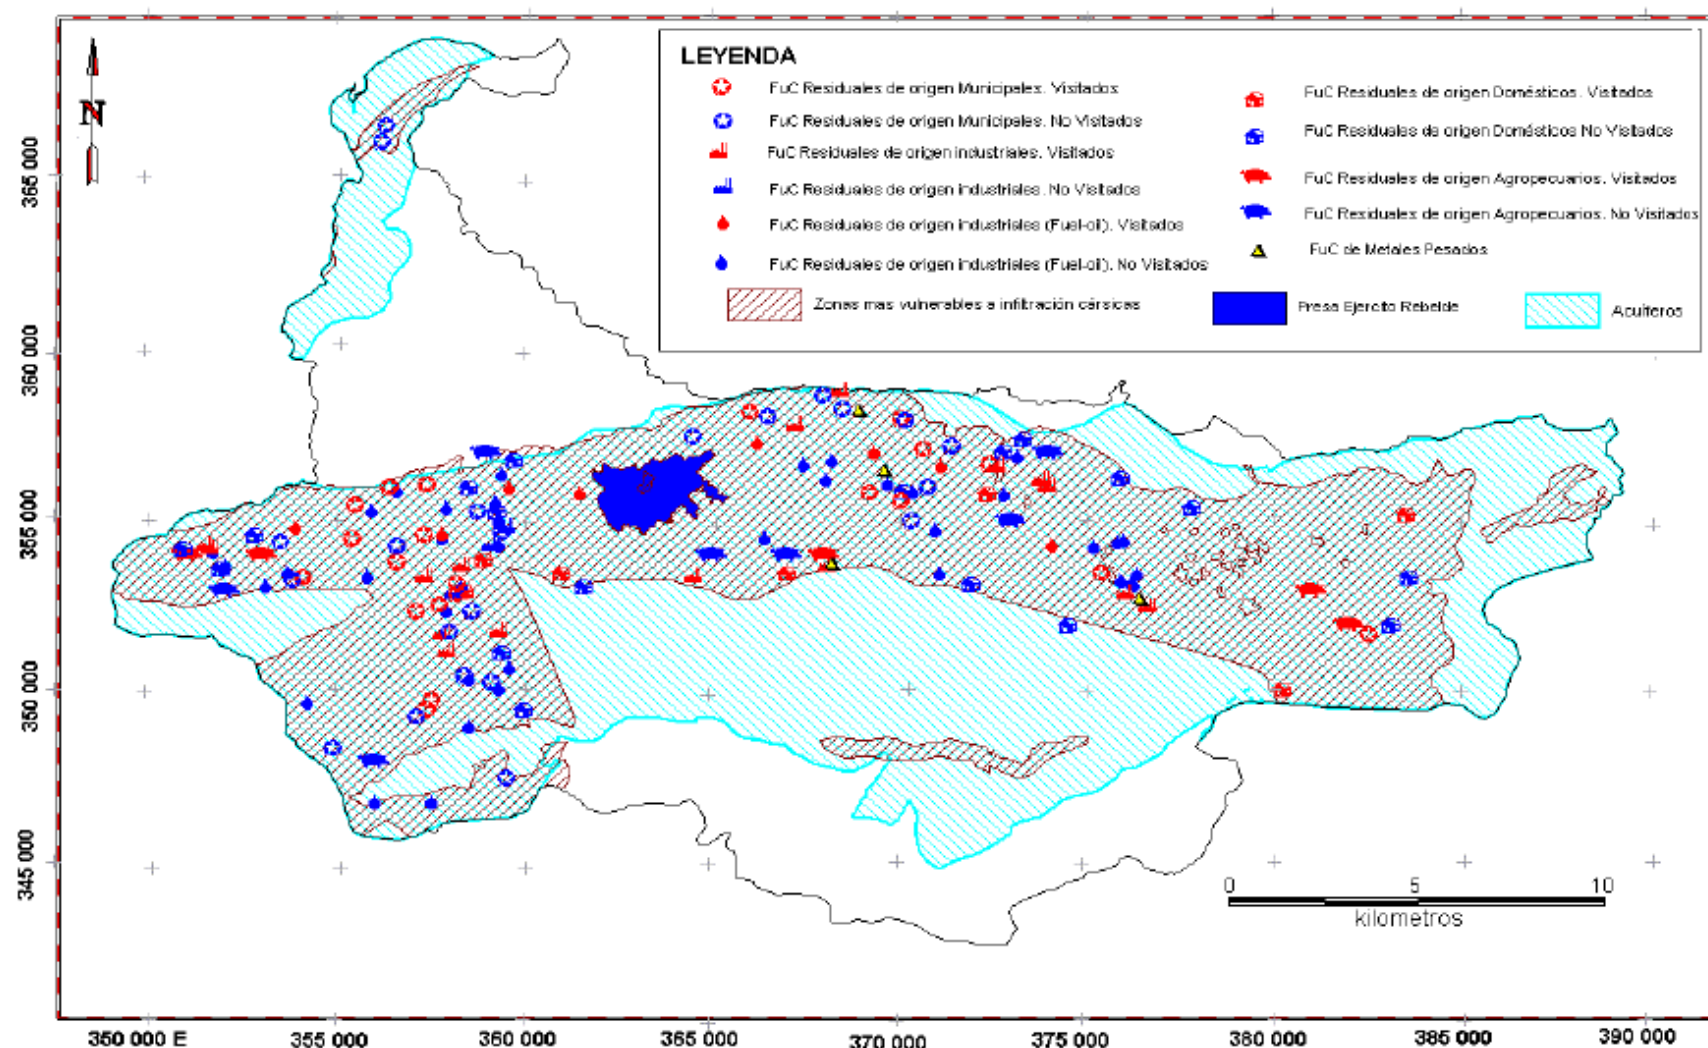 LEYENDA
FuC Residuales de origen Municipales. Visitados
FuC Residuales de origen Municipales. No Visitados
FuC Residuales de origen industriales. Visitados
FuC Residuales de origen industriales. No Visitados
FuC Residuales de origen industriales (Fuel-oil). Visitados
FuC Residuales de origen industriales (Fuel-oil). No Visitados
FuC Residuales de origen Domésticos. Visitados
FuC Residuales de origen Domésticos No Visitados
FuC Residuales de origen Agropecuarios. Visitados
FuC Residuales de origen Agropecuarios. No Visitados
FuC de Metales Pesados
Zonas mas vulnerables a infiltración cársicas
Presa Ejercito Rebelde
Acuíferos
N
365 000
360 000
355 000
350 000
345 000
0 5 10
kilometros
350 000 E 355 000 360 000 365 000 370 000 375 000 380 000 385 000 390 000